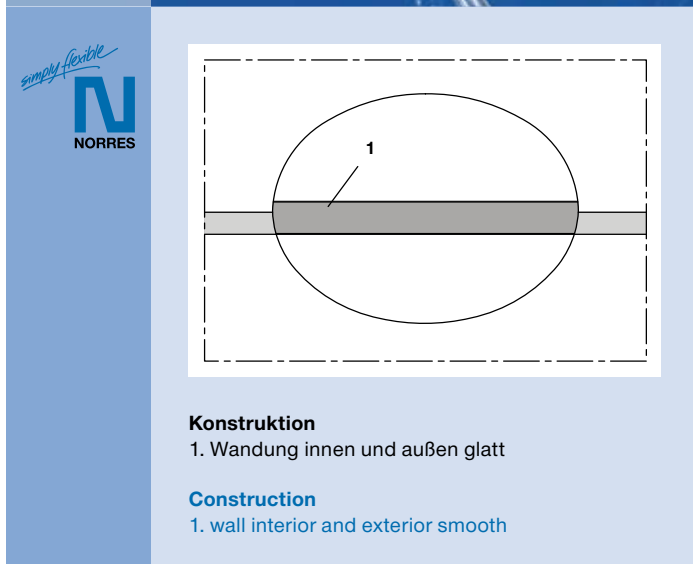 simply flexible
NORRES
1
Konstruktion
1. Wandung innen und außen glatt
Construction
1. wall interior and exterior smooth